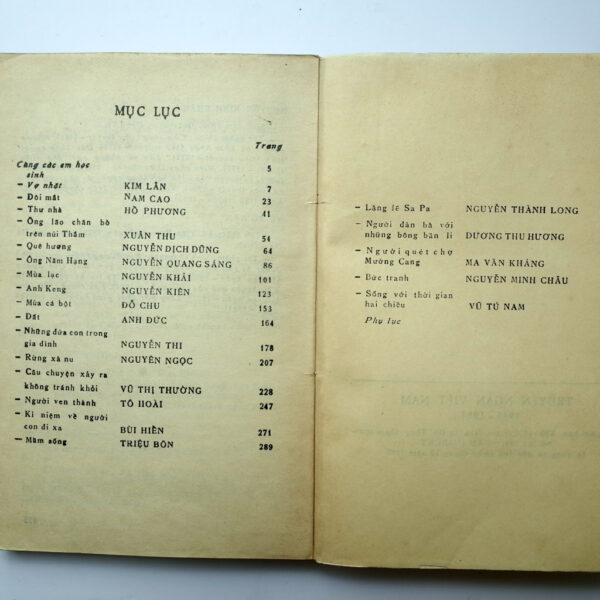 MỤC LỤC
Trang
Cùng các em học
sinh 5
– Vợ nhặt KIM LÂN 7
– Đôi mắt NAM CAO 23
– Thư nhà HỒ PHƯƠNG 41
– Ông lão chăn bò
trên núi Thắm XUÂN THU 54
– Quê hương NGUYỄN DỊCH DŨNG 64
– Ông Năm Hạng NGUYỄN QUANG SÁNG 86
– Mùa lạc NGUYỄN KHẢI 101
– Anh Keng NGUYỄN KIÊN 123
– Mùa cá bột ĐỖ CHU 153
– Đất ANH ĐỨC 164
– Những đứa con trong
gia đình NGUYỄN THI 178
– Rừng xà nu NGUYÊN NGỌC 207
– Câu chuyện xảy ra
không tránh khỏi VŨ THỊ THƯỜNG 228
– Người ven thành TÔ HOÀI 247
– Kỉ niệm về người
con đi xa BÙI HIỂN 271
– Mầm sống TRIỆU BÔN 289
– Lặng lẽ Sa Pa NGUYỄN THÀNH LONG
– Người đàn bà với
những bông bần li DƯƠNG THU HƯƠNG
– Người quét chợ
Mường Cang MA VĂN KHÁNG
– Bức tranh NGUYỄN MINH CHÂU
– Sống với thời gian
hai chiều VŨ TÚ NAM
Phụ lục